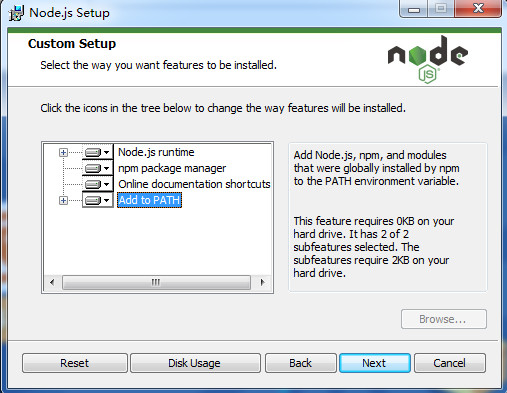 Node.js Setup
Custom Setup
Select the way you want features to be installed.
node
JS
Click the icons in the tree below to change the way features will be installed.
Node.js runtime
npm package manager
Online documentation shortcuts
Add to PATH
Add Node.js, npm, and modules
that were globally installed by npm
to the PATH environment variable.
This feature requires 0KB on your
hard drive. It has 2 of 2
subfeatures selected. The
subfeatures require 2KB on your
hard drive.
Browse...
Reset
Disk Usage
Back
Next
Cancel